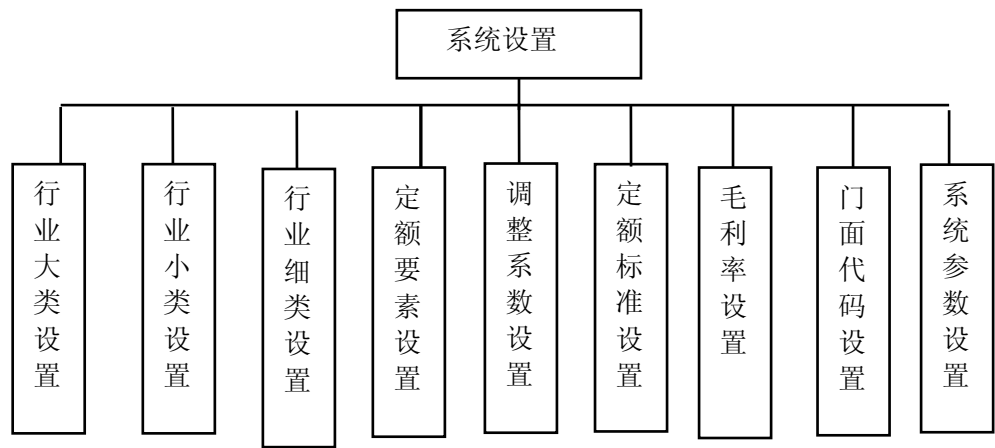 系统设置
行业大类设置
行业小类设置
行业细类设置
定额要素设置
调整系数设置
定额标准设置
毛利率设置
门面代码设置
系统参数设置